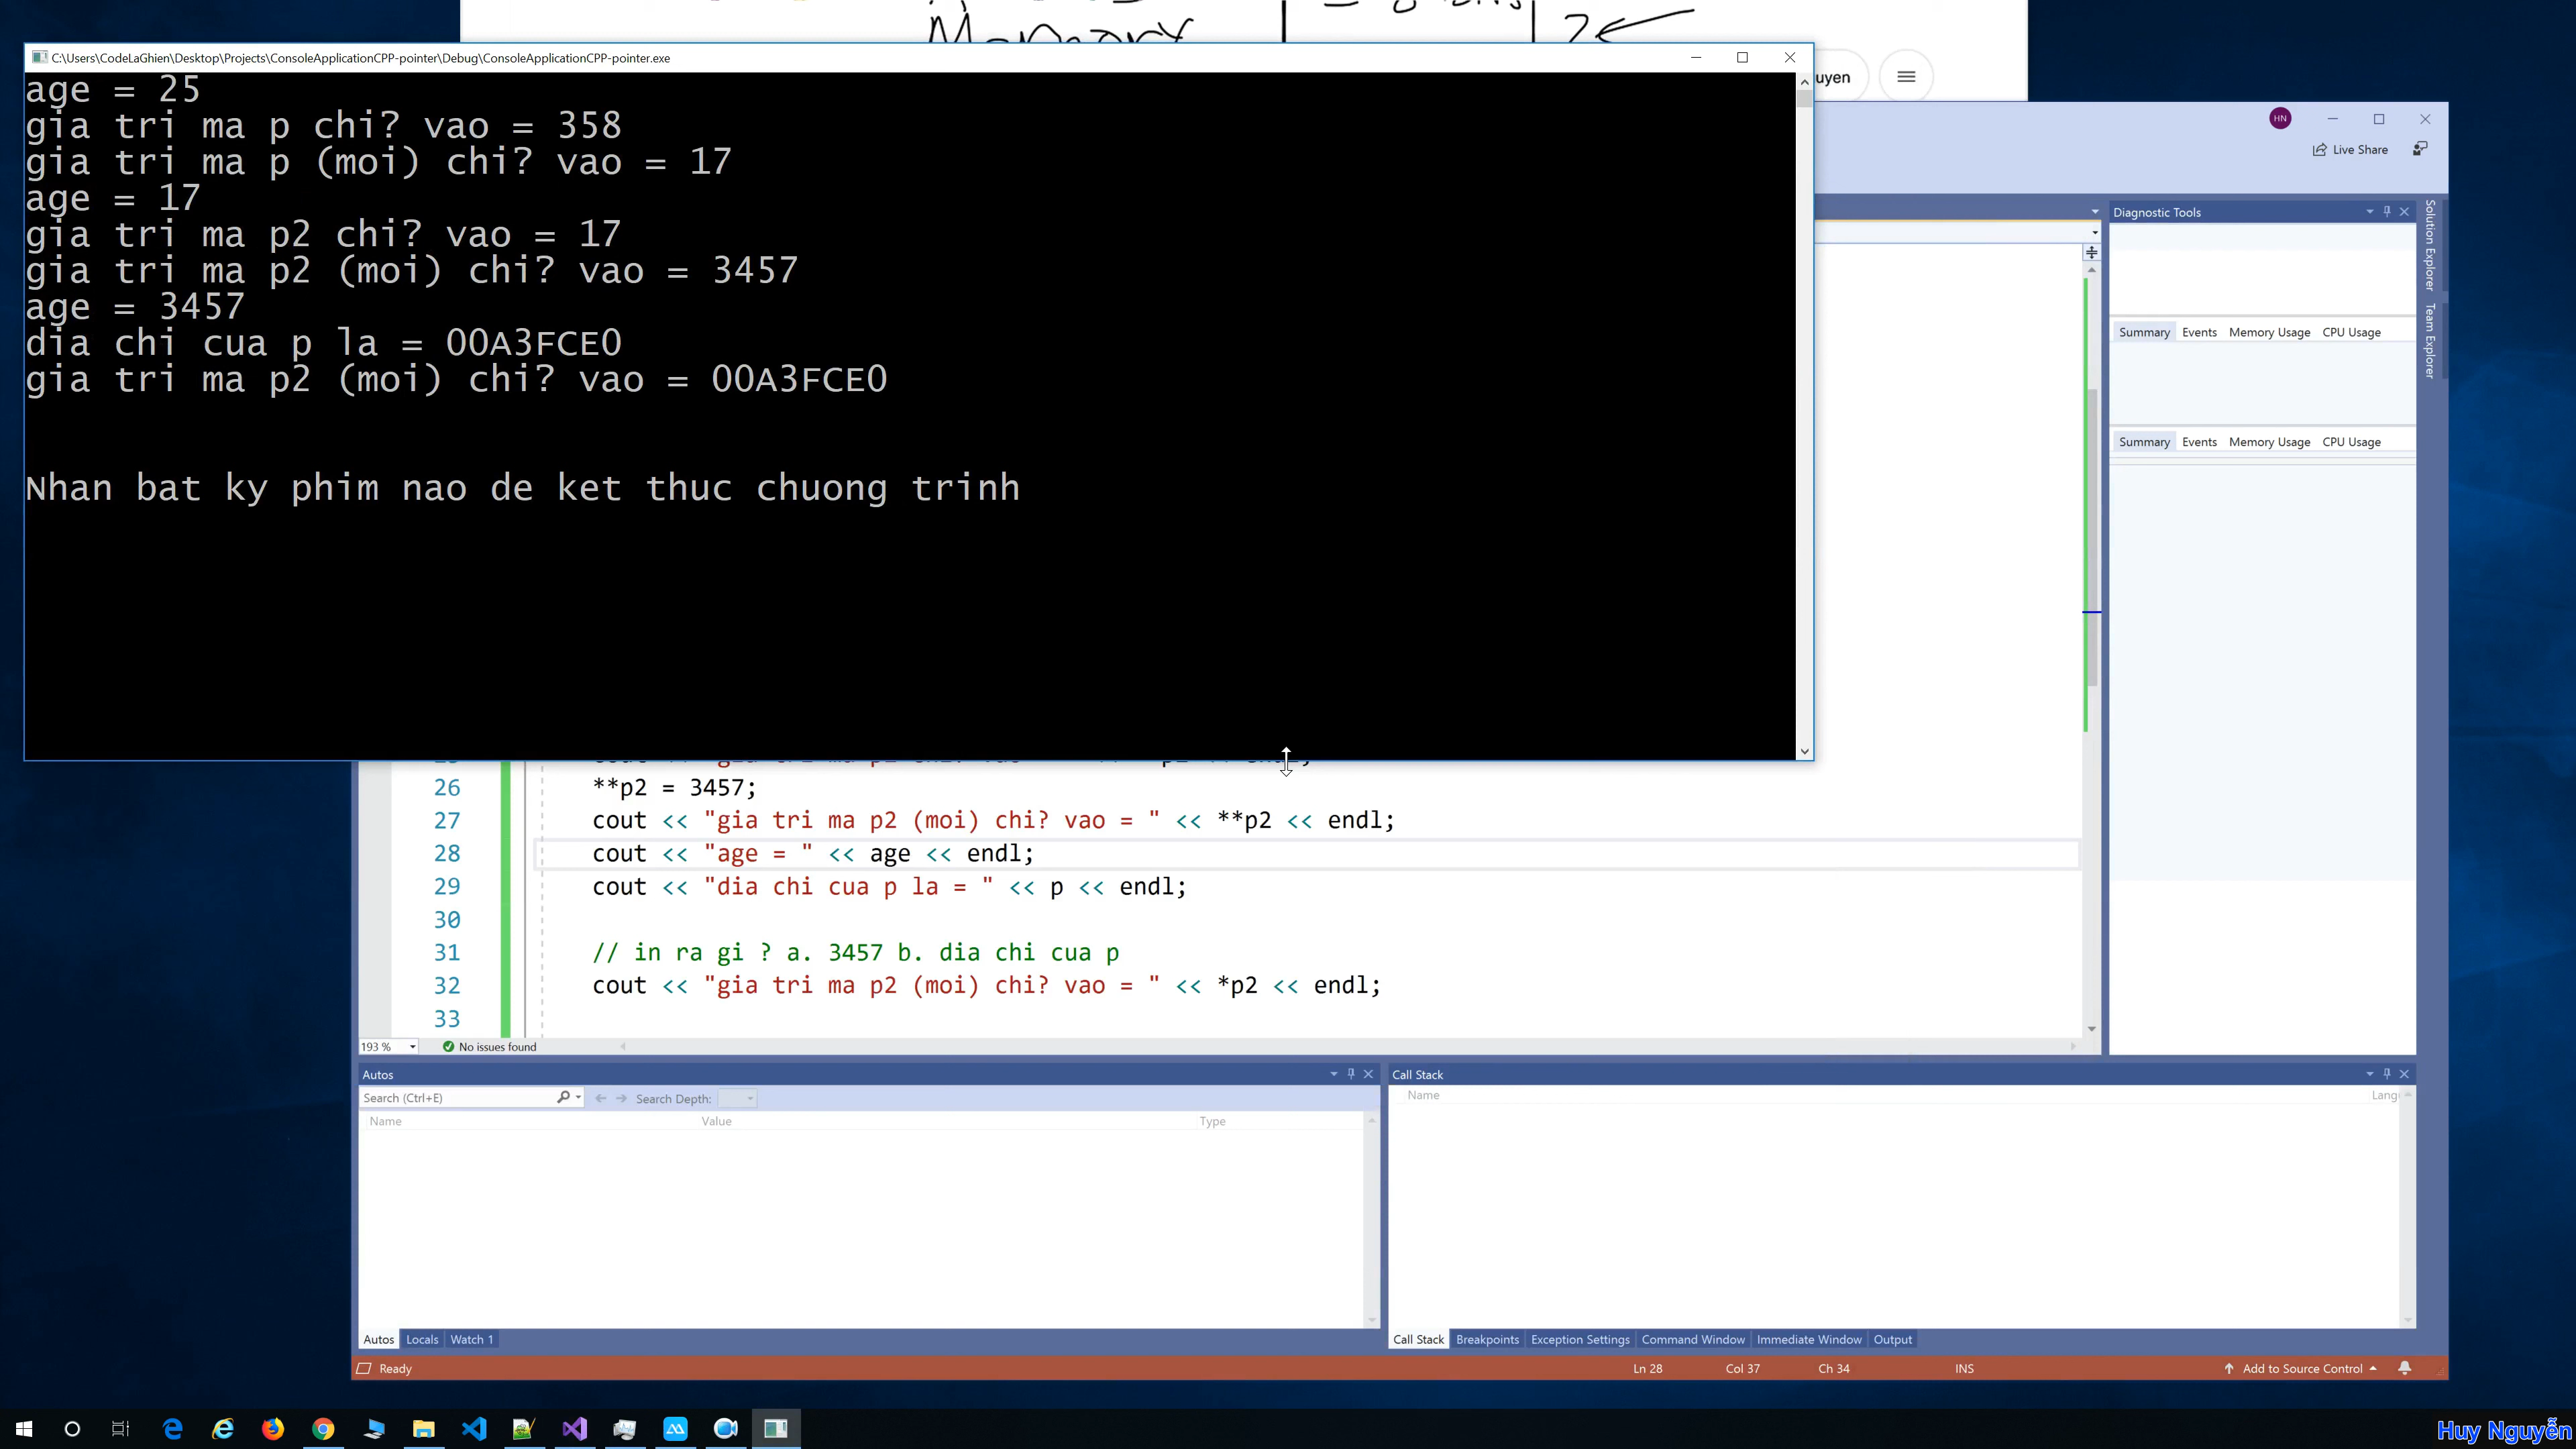 Memory
C:\Users\CodeLaGhien\Desktop\Projects\ConsoleApplicationCPP-pointer\Debug\ConsoleApplicationCPP-pointer.exe
age = 25
gia tri ma p chi? vao = 358
gia tri ma p (moi) chi? vao = 17
age = 17
gia tri ma p2 chi? vao = 17
gia tri ma p2 (moi) chi? vao = 3457
age = 3457
dia chi cua p la = 00A3FCE0
gia tri ma p2 (moi) chi? vao = 00A3FCE0
Nhan bat ky phim nao de ket thuc chuong trinh
uyen
HN
Live Share
Diagnostic Tools
Summary Events Memory Usage CPU Usage
Summary Events Memory Usage CPU Usage
Solution Explorer
Team Explorer
26 **p2 = 3457;
27 cout << "gia tri ma p2 (moi) chi? vao = " << **p2 << endl;
28 cout << "age = " << age << endl;
29 cout << "dia chi cua p la = " << p << endl;
30
31 // in ra gi ? a. 3457 b. dia chi cua p
32 cout << "gia tri ma p2 (moi) chi? vao = " << *p2 << endl;
33
193 % No issues found
Autos
Search (Ctrl+E) Search Depth:
Name Value Type
Autos Locals Watch 1
Call Stack
Name Lang
Call Stack Breakpoints Exception Settings Command Window Immediate Window Output
Ready Ln 28 Col 37 Ch 34 INS Add to Source Control
Huy Nguyễn